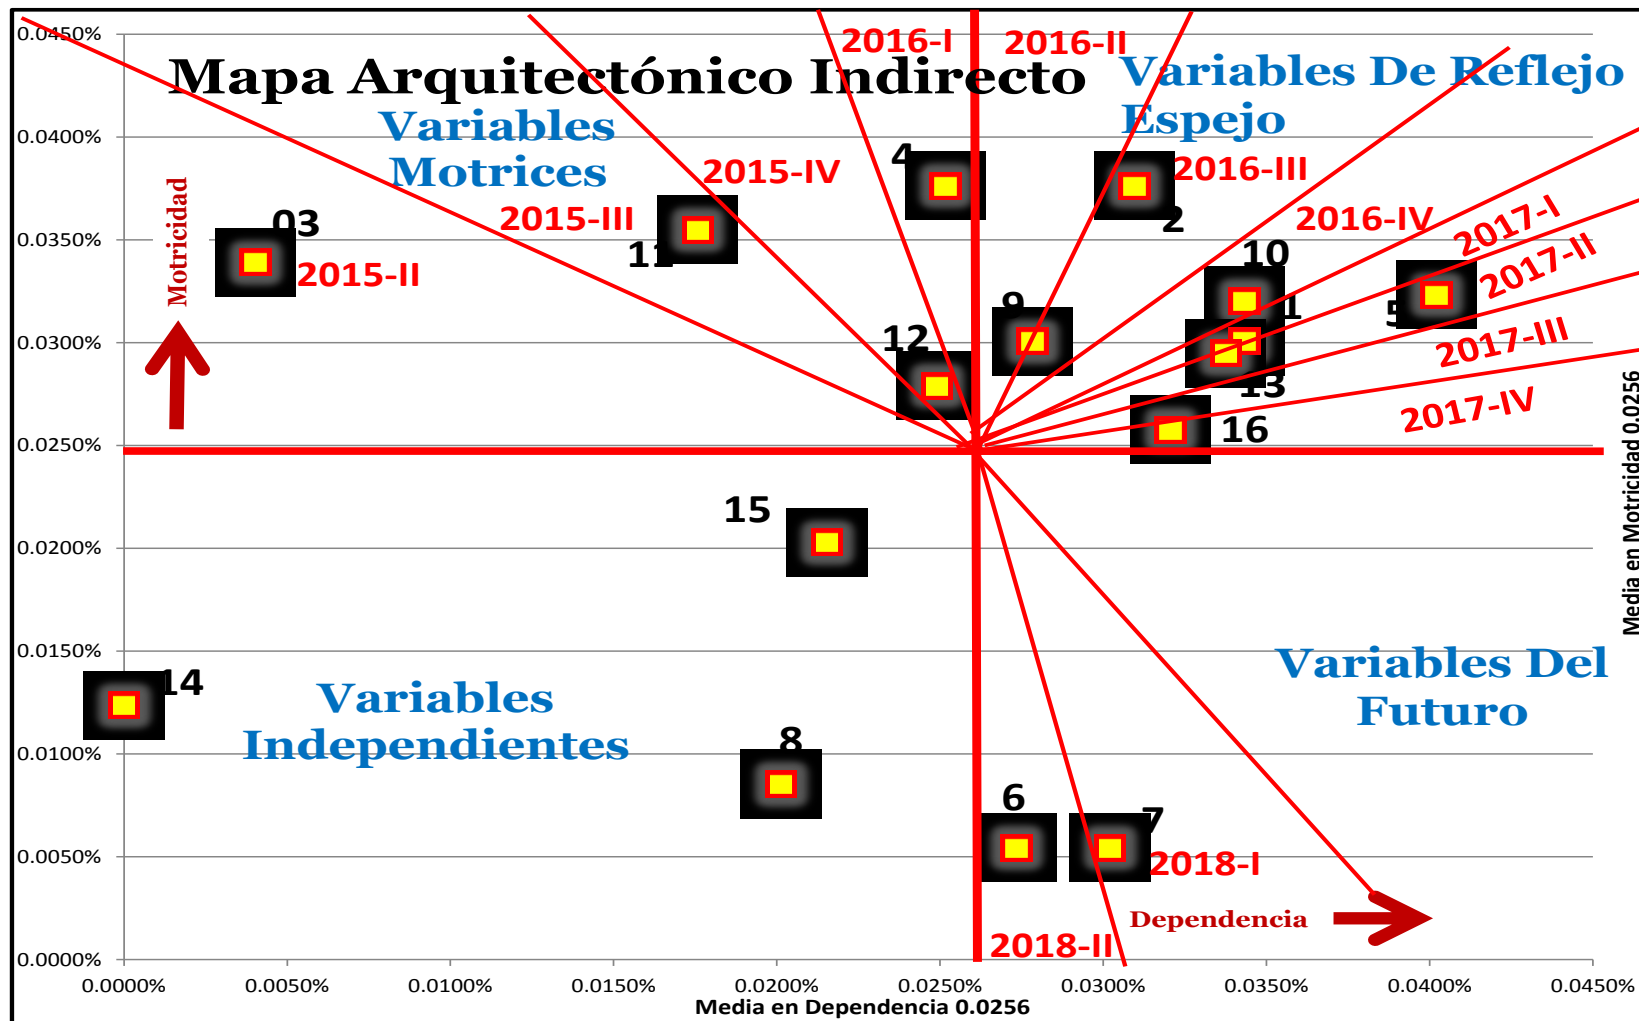 0.0450%
2016-I
2016-II
Mapa Arquitectónico Indirecto
Variables De Reflejo
Espejo
Variables
Motrices
0.0400%
4
2015-IV
2016-III
2
2015-III
2016-IV
2017-I
03
0.0350%
11
10
2017-II
Motricidad
2015-II
9
1
5
0.0300%
12
2017-III
13
2017-IV
16
0.0250%
Media en Motricidad 0.0256
15
0.0200%
0.0150%
14
Variables
Independientes
Variables Del
Futuro
8
0.0100%
6
7
0.0050%
2018-I
Dependencia
2018-II
0.0000%
0.0000% 0.0050% 0.0100% 0.0150% 0.0200% 0.0250% 0.0300% 0.0350% 0.0400% 0.0450%
Media en Dependencia 0.0256